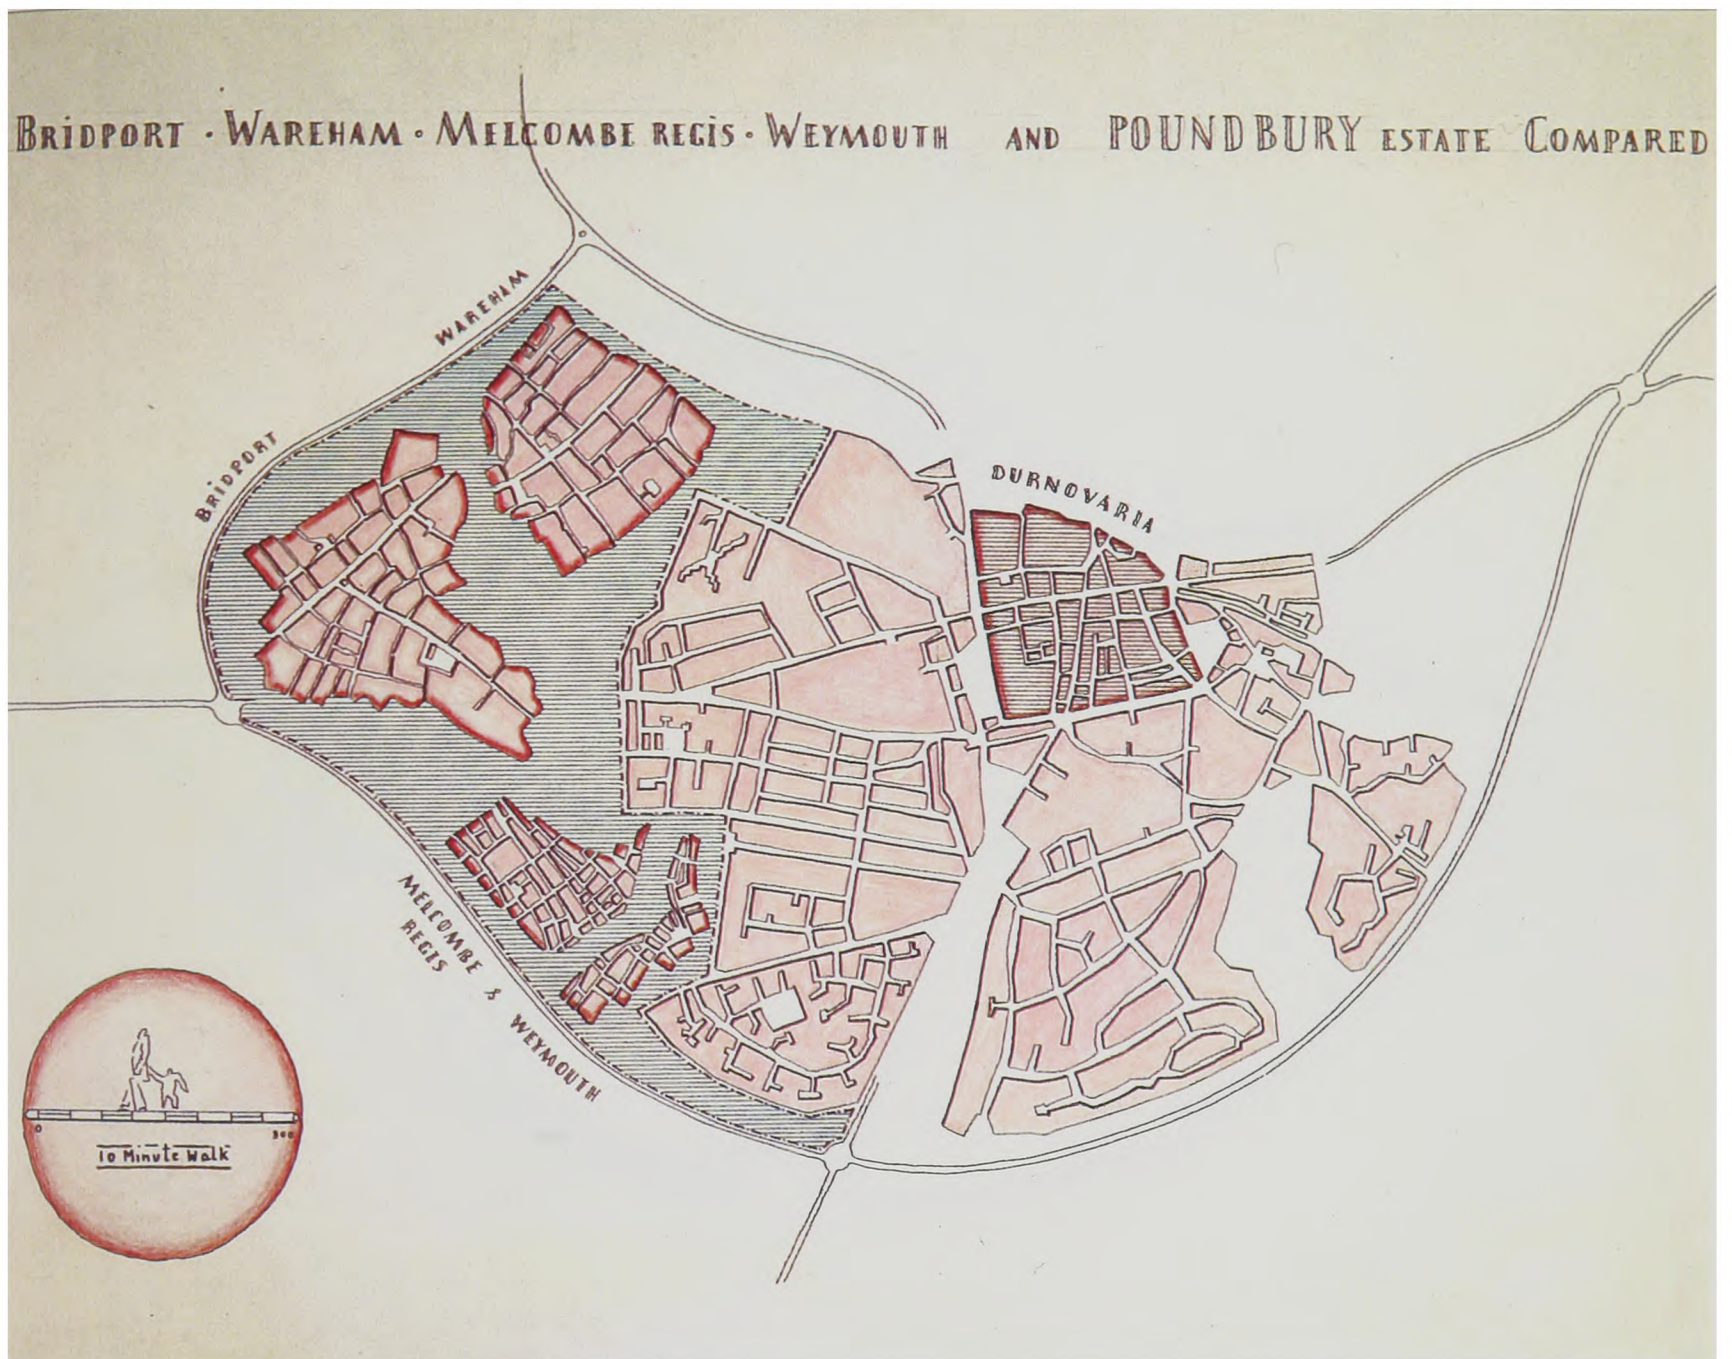 BRiDPORT · WAREHAM · MELCOMBE REGiS · WEYMOUTH AND POUNDBURY ESTATE COMPARED
WAREHAM
BRiDPORT
DURNOVARIA
MELCOMBE
REGIS
&
WEYMOUTH
0
300
10 Minute Walk